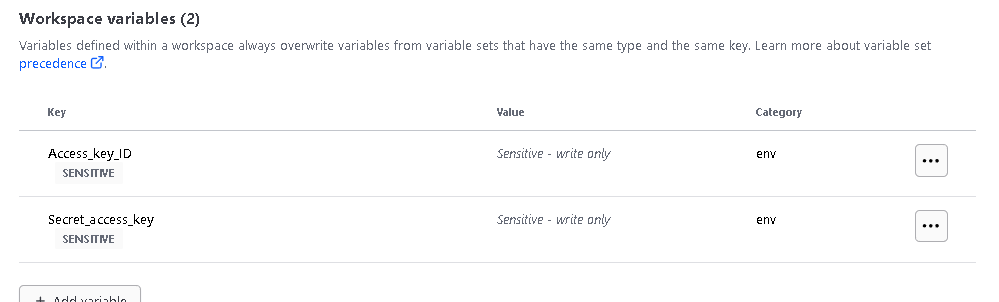 Workspace variables (2)
Variables defined within a workspace always overwrite variables from variable sets that have the same type and the same key. Learn more about variable set
precedence.
Key Value Category
Access_key_ID Sensitive - write only env
SENSITIVE
Secret_access_key Sensitive - write only env
SENSITIVE
+ Add variable